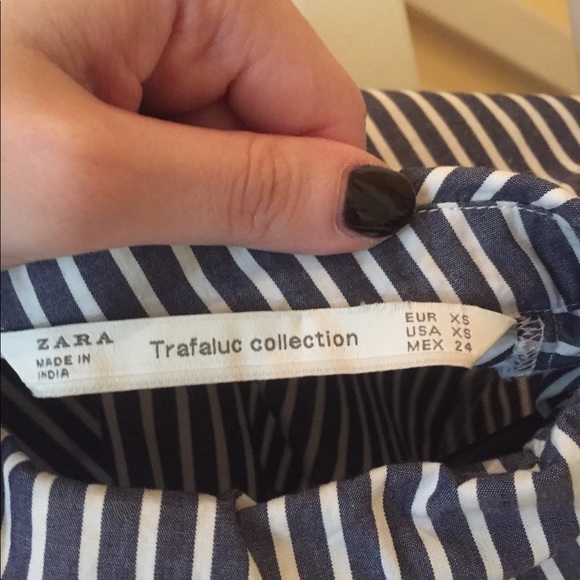 ZARA
MADE IN
INDIA
Trafaluc collection
EUR XS
USA XS
MEX 24